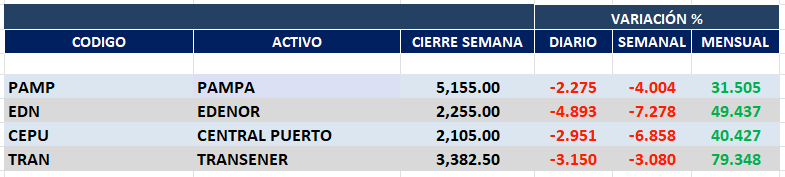 VARIACIÓN %
CODIGO ACTIVO CIERRE SEMANA DIARIO SEMANAL MENSUAL
PAMP PAMPA 5,155.00 -2.275 -4.004 31.505
EDN EDENOR 2,255.00 -4.893 -7.278 49.437
CEPU CENTRAL PUERTO 2,105.00 -2.951 -6.858 40.427
TRAN TRANSENER 3,382.50 -3.150 -3.080 79.348